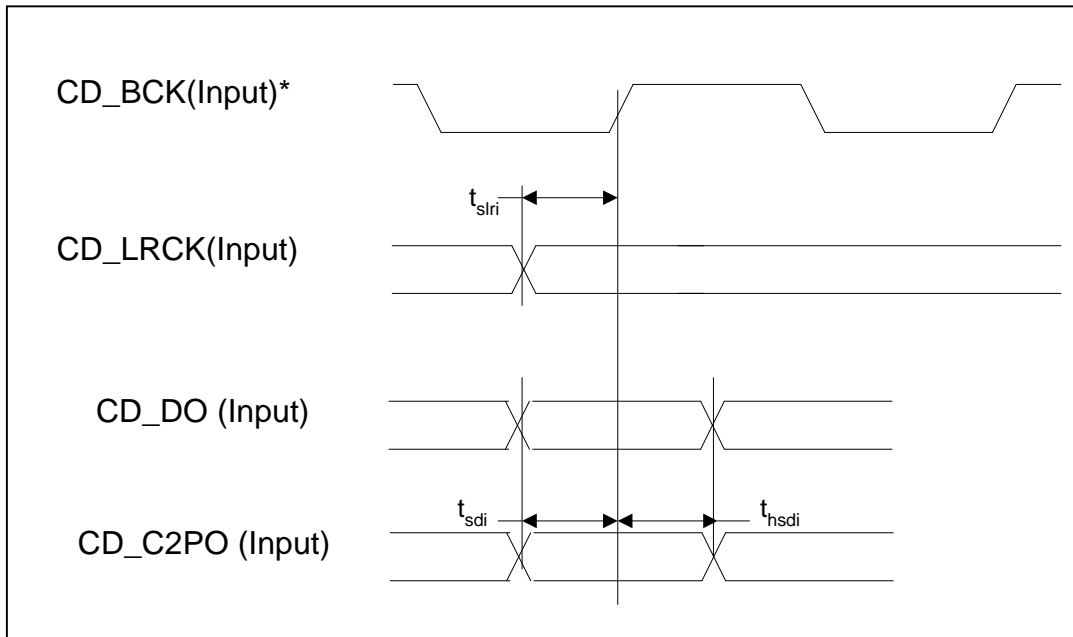 CD_BCK(Input)*
t_slri
CD_LRCK(Input)
CD_DO (Input)
t_sdi
t_hsdi
CD_C2PO (Input)